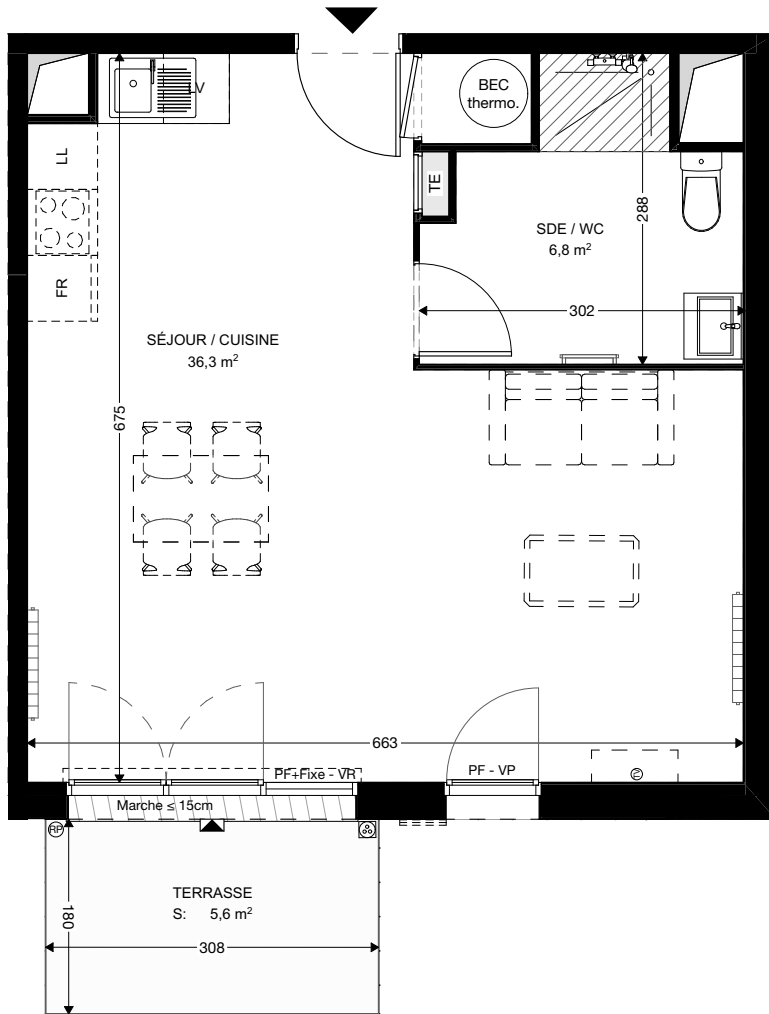 BEC
thermo.
LV
LL
TE
FR
SDE / WC
6,8 m²
288
302
SÉJOUR / CUISINE
36,3 m²
675
663
PF+Fixe - VR
PF - VP
Marche ≤ 15cm
RP
TERRASSE
S: 5,6 m²
180
308